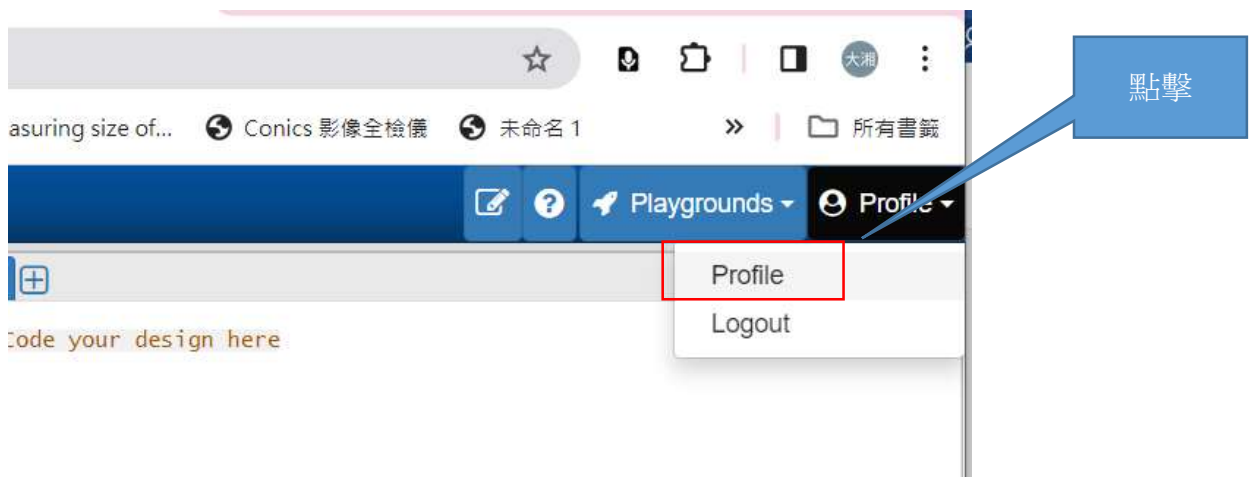 大湘
點擊
asuring size of... Conics 影像全檢儀 未命名 1 » 所有書籤
Playgrounds Profile
Profile
Logout
Code your design here